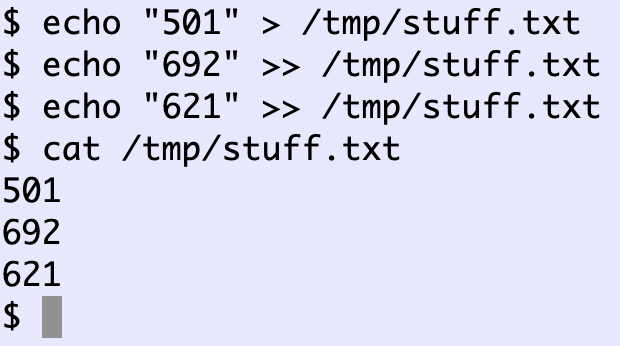 $ echo "501" > /tmp/stuff.txt
$ echo "692" >> /tmp/stuff.txt
$ echo "621" >> /tmp/stuff.txt
$ cat /tmp/stuff.txt
501
692
621
$